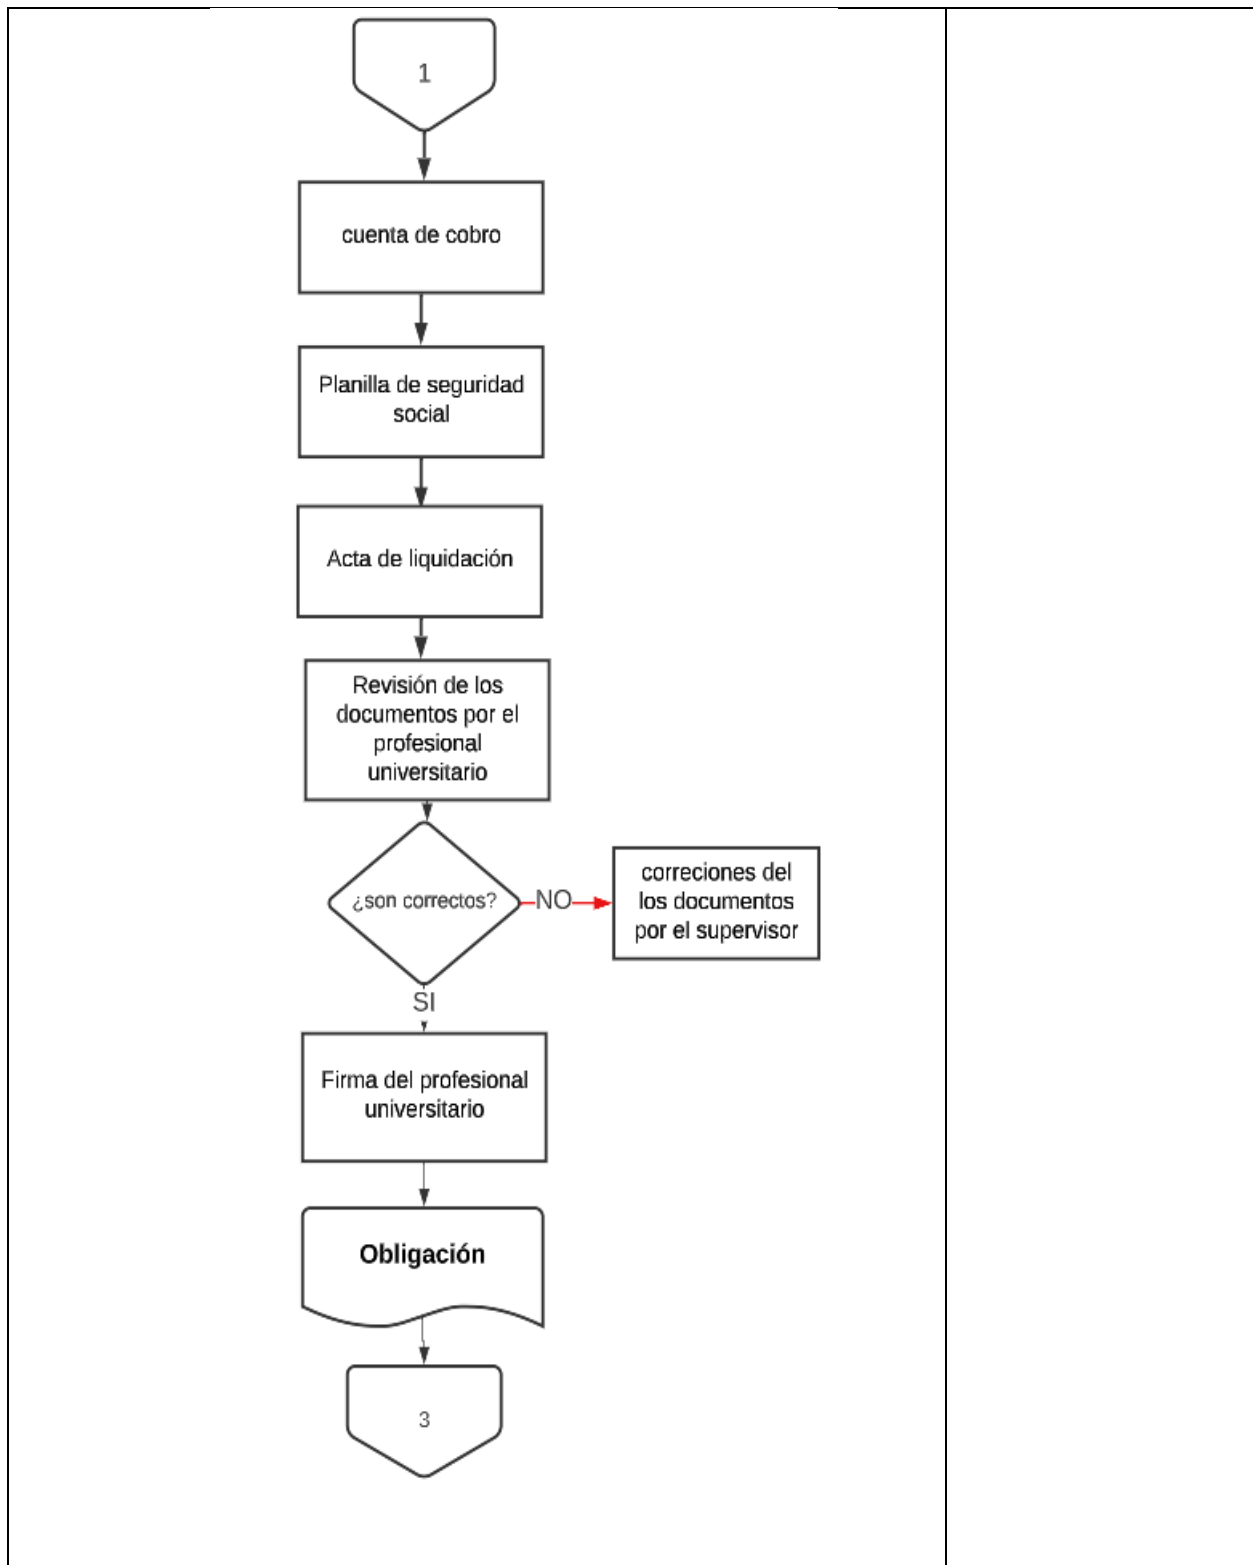 1
cuenta de cobro
Planilla de seguridad
social
Acta de liquidación
Revisión de los
documentos por el
profesional
universitario
¿son correctos?
NO
correciones del
los documentos
por el supervisor
SI
Firma del profesional
universitario
Obligación
3